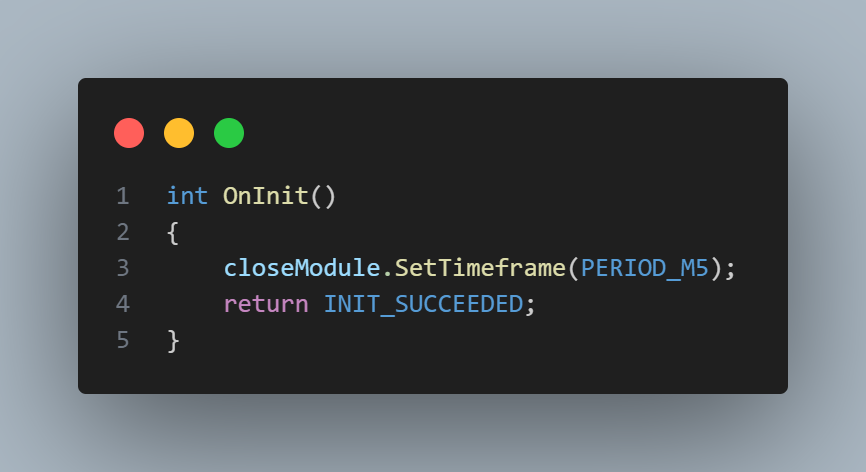 1 int OnInit()
2 {
3     closeModule.SetTimeframe(PERIOD_M5);
4     return INIT_SUCCEEDED;
5 }